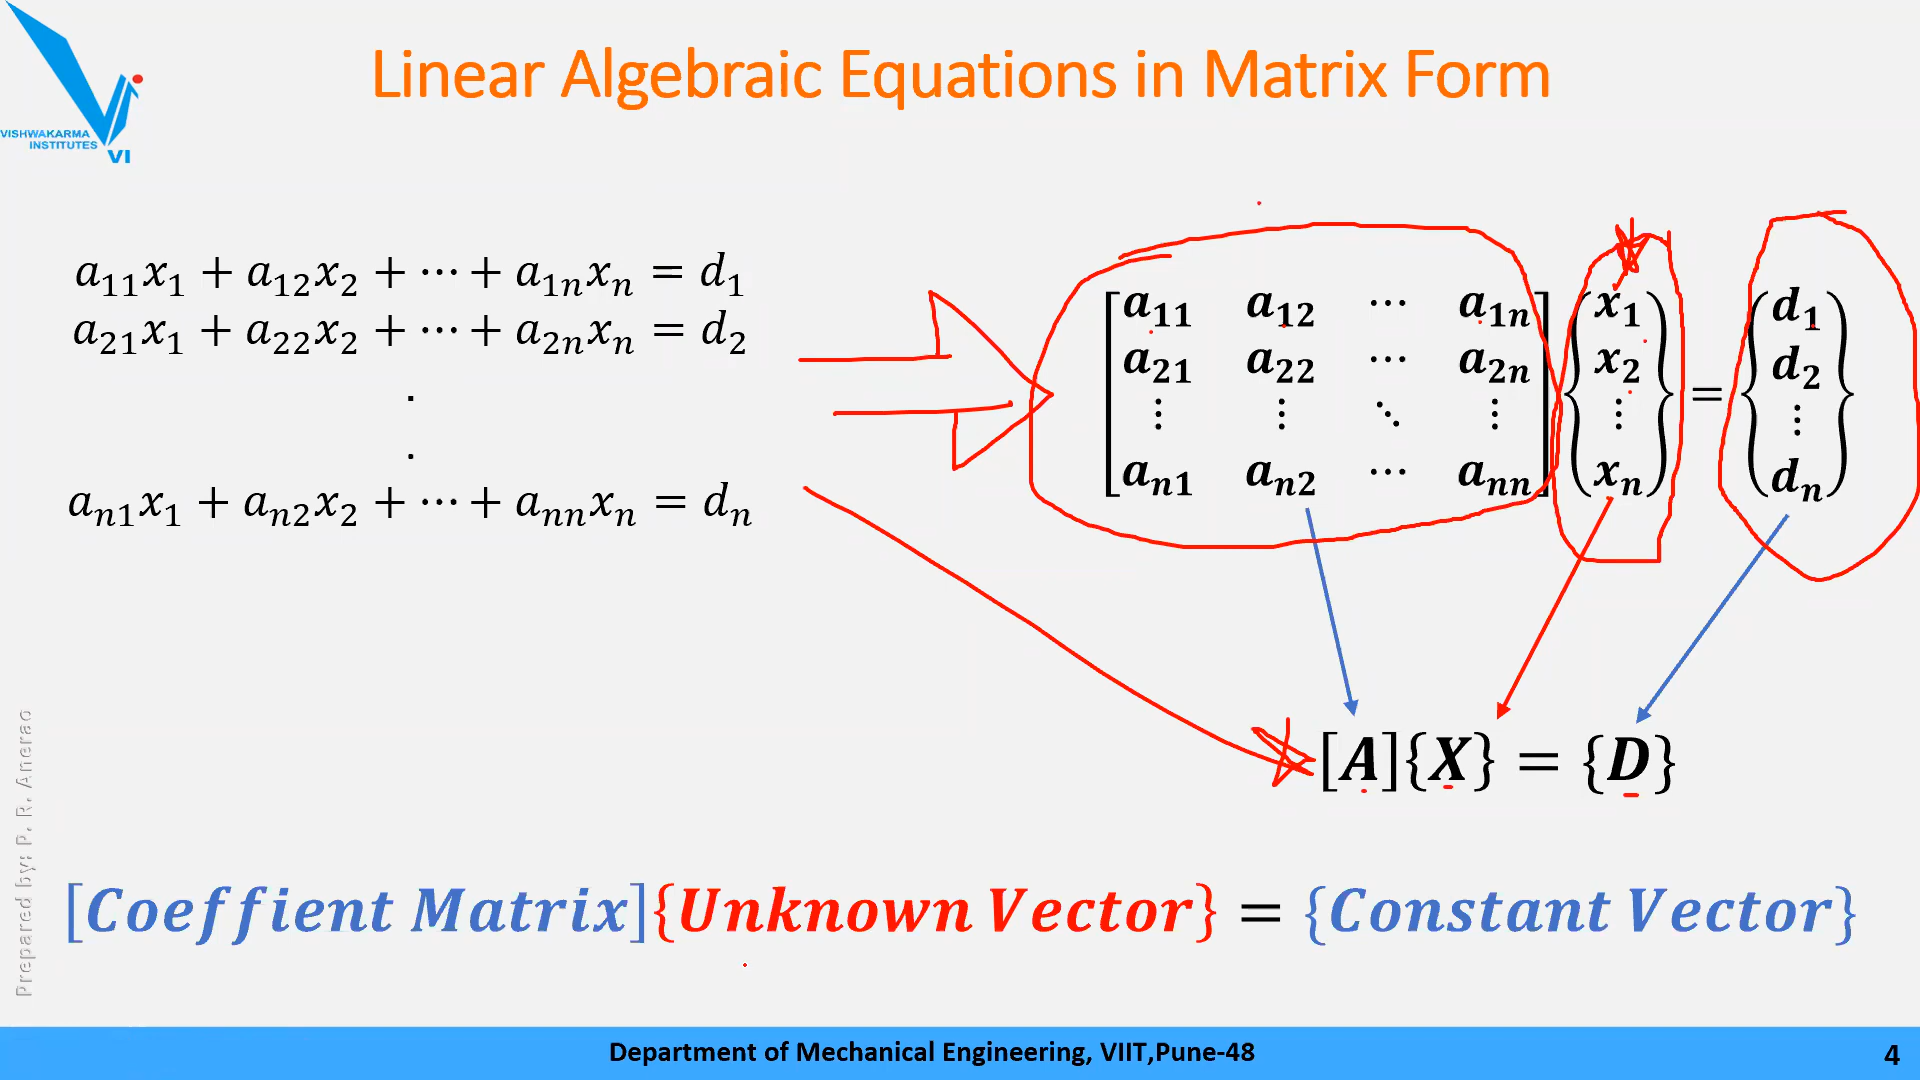 Linear Algebraic Equations in Matrix Form
VISHWAKARMA
INSTITUTES
VI
a₁₁x₁ + a₁₂x₂ + ⋯ + a₁ₙxₙ = d₁
a₂₁x₁ + a₂₂x₂ + ⋯ + a₂ₙxₙ = d₂
.
.
aₙ₁x₁ + aₙ₂x₂ + ⋯ + aₙₙxₙ = dₙ
[a₁₁ a₁₂ ⋯ a₁ₙ] {x₁} {d₁}
[a₂₁ a₂₂ ⋯ a₂ₙ] {x₂} = {d₂}
[⋮ ⋮ ⋱ ⋮] {⋮} {⋮}
[aₙ₁ aₙ₂ ⋯ aₙₙ] {xₙ} {dₙ}
[A]{X} = {D}
[Coeffient Matrix]{Unknown Vector} = {Constant Vector}
Prepared by: P. R. Anerao
Department of Mechanical Engineering, VIIT,Pune-48
4